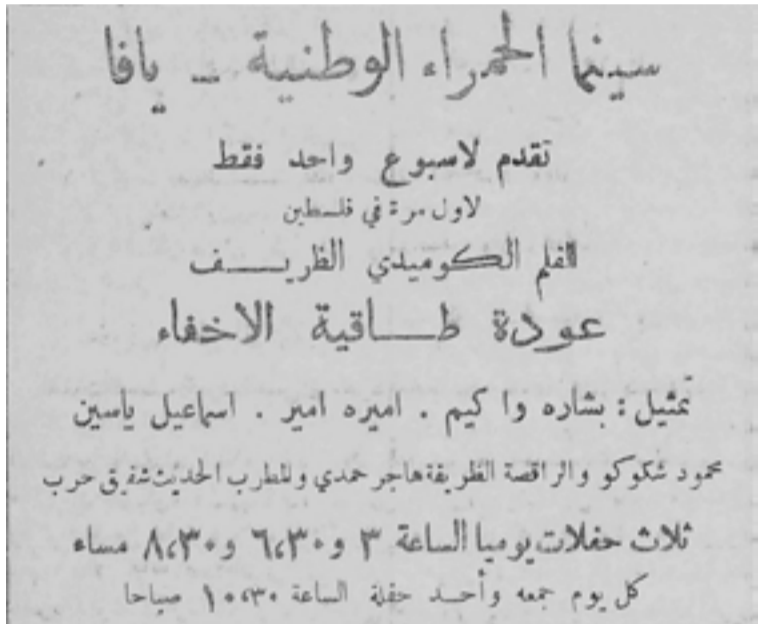 سينما الحمراء الوطنية - يافا
تقدم لاسبوع واحد فقط
لاول مرة في فلسطين
الفلم الكوميدي الظريف
عودة طاقية الاخفاء
تمثيل : بشاره واكيم . اميره امير . اسماعيل ياسين
محمود شكوكو والراقصة الظريفة هاجر حمدي والمطرب الحديث شفيق حرب
ثلاث حفلات يوميا الساعة ٣ و٦،٣٠ و٨،٣٠ مساء
كل يوم جمعه وأحد حفلة الساعة ١٠،٣٠ صباحا